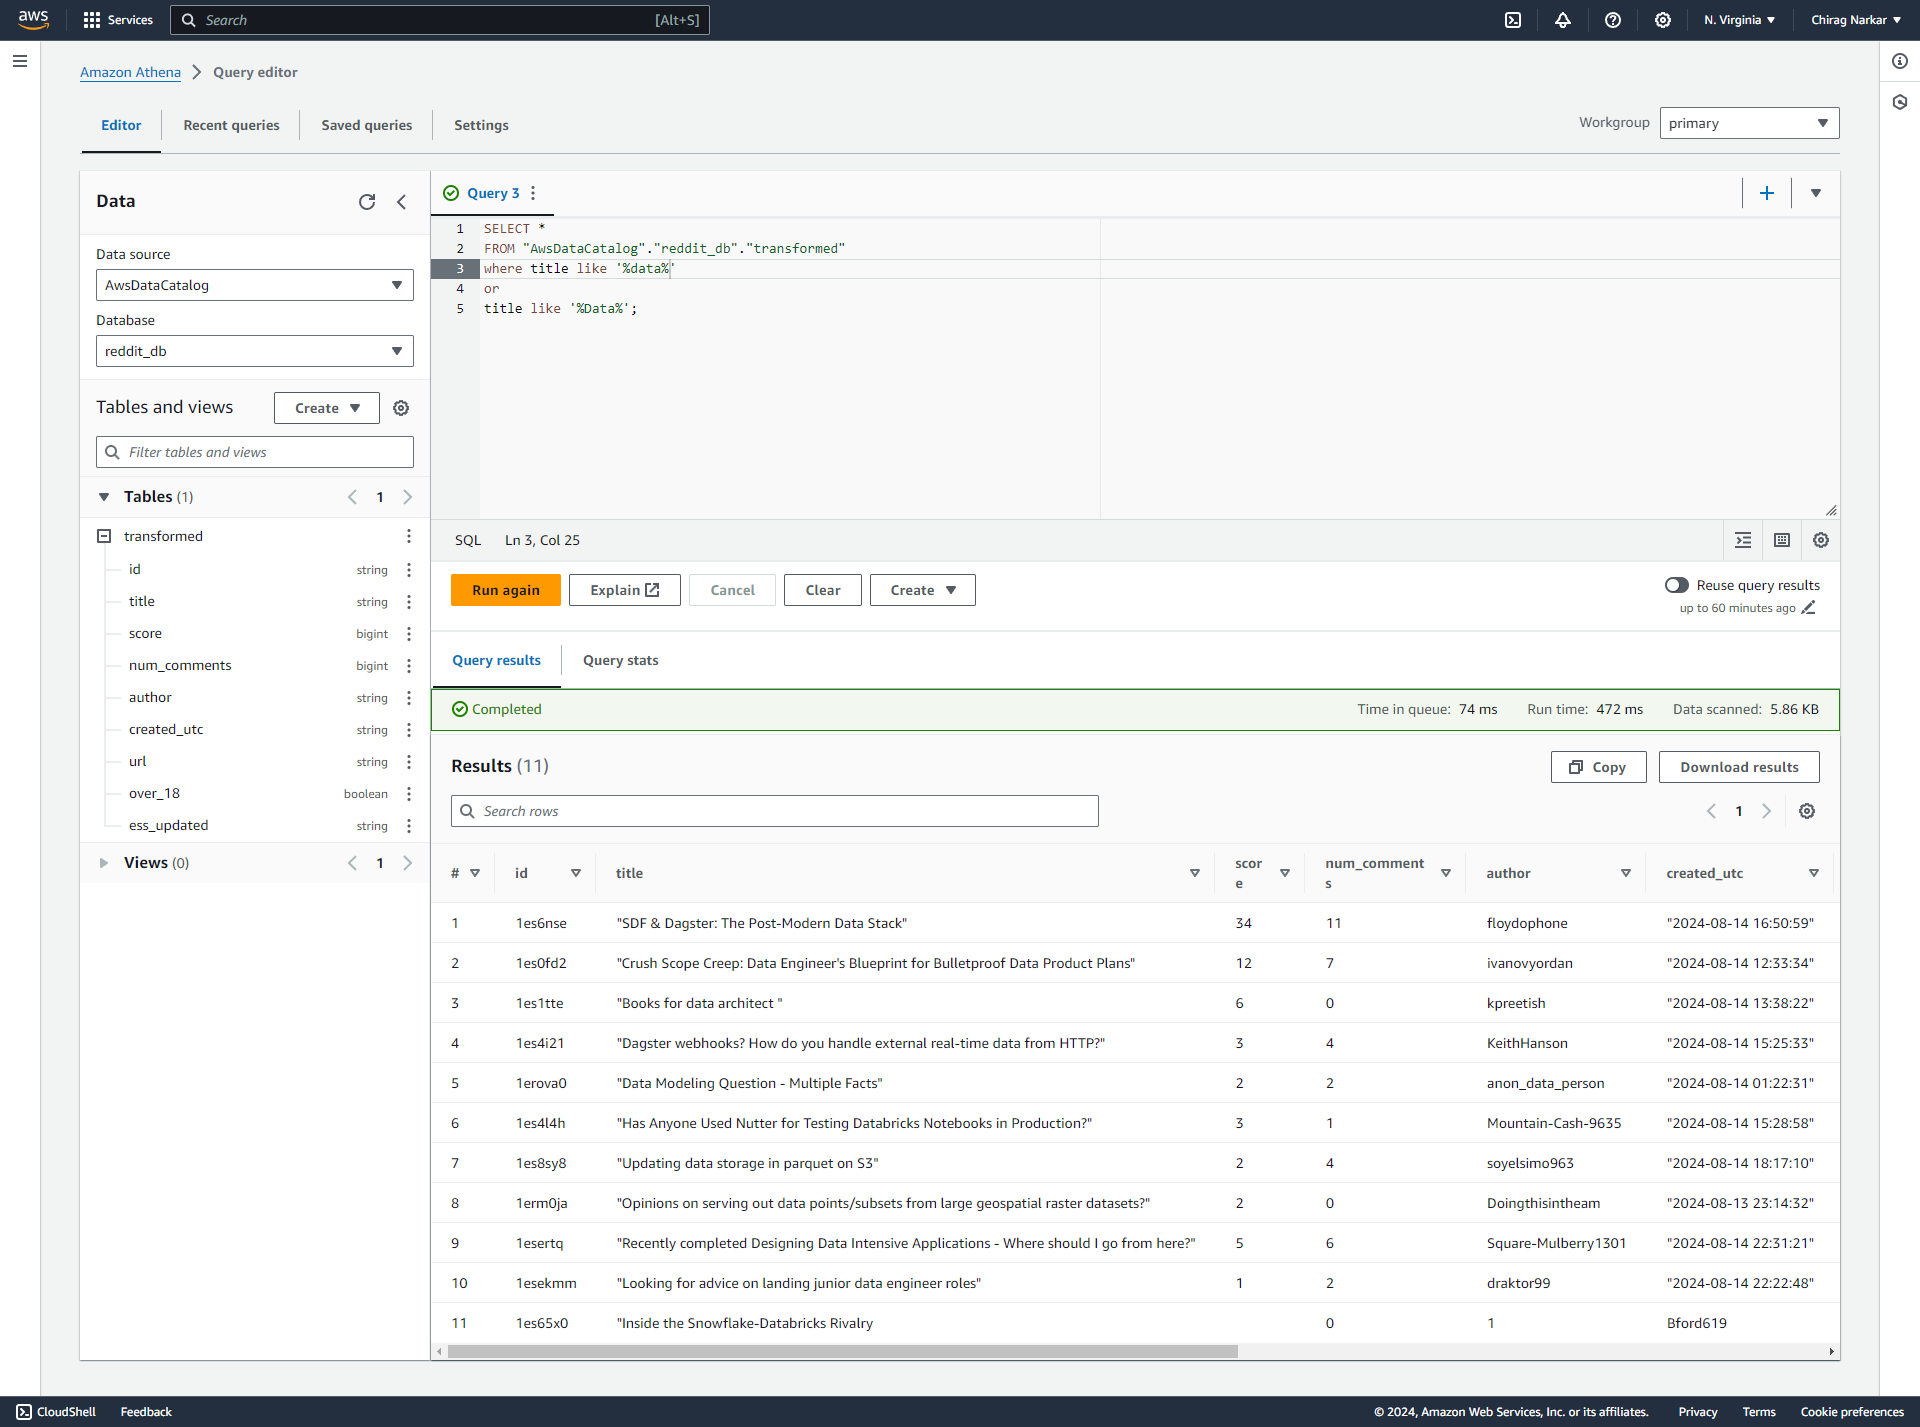 aws Services Search [Alt+S] N. Virginia Chirag Narkar
Amazon Athena Query editor
Editor Recent queries Saved queries Settings
Workgroup primary
Data
Data source
AwsDataCatalog
Database
reddit_db
Tables and views Create
Filter tables and views
Tables (1) 1
transformed
id string
title string
score bigint
num_comments bigint
author string
created_utc string
url string
over_18 boolean
ess_updated string
Views (0) 1
Query 3
1 SELECT *
2 FROM "AwsDataCatalog"."reddit_db"."transformed"
3 where title like '%data%'
4 or
5 title like '%Data%';
SQL Ln 3, Col 25
Run again Explain Cancel Clear Create
Reuse query results
up to 60 minutes ago
Query results Query stats
Completed Time in queue: 74 ms Run time: 472 ms Data scanned: 5.86 KB
Results (11) Copy Download results
Search rows 1
# id title score num_comments author created_utc
1 1es6nse "SDF & Dagster: The Post-Modern Data Stack" 34 11 floydophone "2024-08-14 16:50:59"
2 1es0fd2 "Crush Scope Creep: Data Engineer's Blueprint for Bulletproof Data Product Plans" 12 7 ivanovyordan "2024-08-14 12:33:34"
3 1es1tte "Books for data architect " 6 0 kpreetish "2024-08-14 13:38:22"
4 1es4i21 "Dagster webhooks? How do you handle external real-time data from HTTP?" 3 4 KeithHanson "2024-08-14 15:25:33"
5 1erova0 "Data Modeling Question - Multiple Facts" 2 2 anon_data_person "2024-08-14 01:22:31"
6 1es4l4h "Has Anyone Used Nutter for Testing Databricks Notebooks in Production?" 3 1 Mountain-Cash-9635 "2024-08-14 15:28:58"
7 1es8sy8 "Updating data storage in parquet on S3" 2 4 soyelsimo963 "2024-08-14 18:17:10"
8 1erm0ja "Opinions on serving out data points/subsets from large geospatial raster datasets?" 2 0 Doingthisintheam "2024-08-13 23:14:32"
9 1esertq "Recently completed Designing Data Intensive Applications - Where should I go from here?" 5 6 Square-Mulberry1301 "2024-08-14 22:31:21"
10 1esekmm "Looking for advice on landing junior data engineer roles" 1 2 draktor99 "2024-08-14 22:22:48"
11 1es65x0 "Inside the Snowflake-Databricks Rivalry 0 1 Bford619
CloudShell Feedback © 2024, Amazon Web Services, Inc. or its affiliates. Privacy Terms Cookie preferences